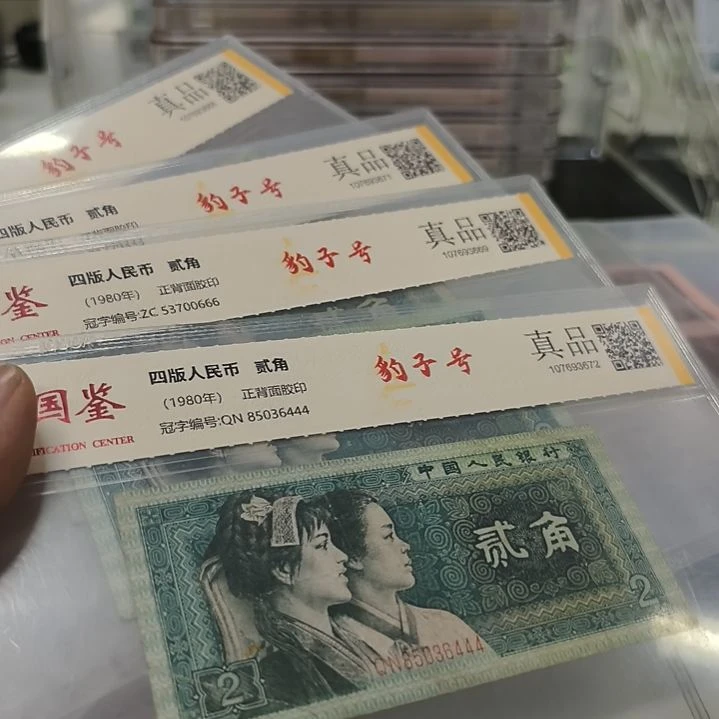 真品
豹子号
四版人民币 贰角
豹子号
真品
107693671
鉴
四版人民币 贰角
(1980年) 正背面胶印
冠字编号:ZC 53700666
豹子号
真品
107693669
国鉴
IFICATION CENTER
四版人民币 贰角
(1980年) 正背面胶印
冠字编号:QN 85036444
豹子号
真品
107693672
中国人民银行
贰角
2
QN85036444
2